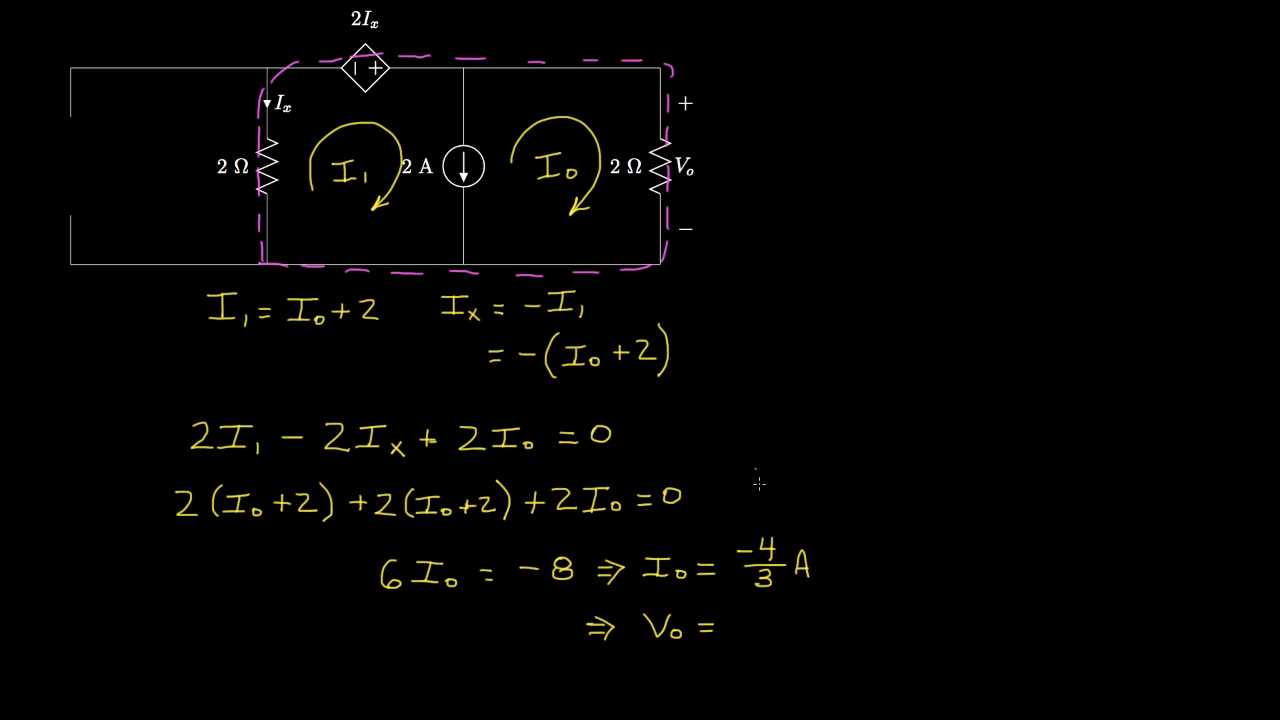 2Iₓ
Iₓ
+
2 Ω I₁ 2 A I₀ 2 Ω Vₒ
−
I₁ = I₀ + 2 Iₓ = − I₁
= − (I₀ + 2)
2I₁ − 2Iₓ + 2I₀ = 0
2 (I₀ + 2) + 2 (I₀ + 2) + 2I₀ = 0
6I₀ = − 8 ⇒ I₀ = −4/3 A
⇒ V₀ =